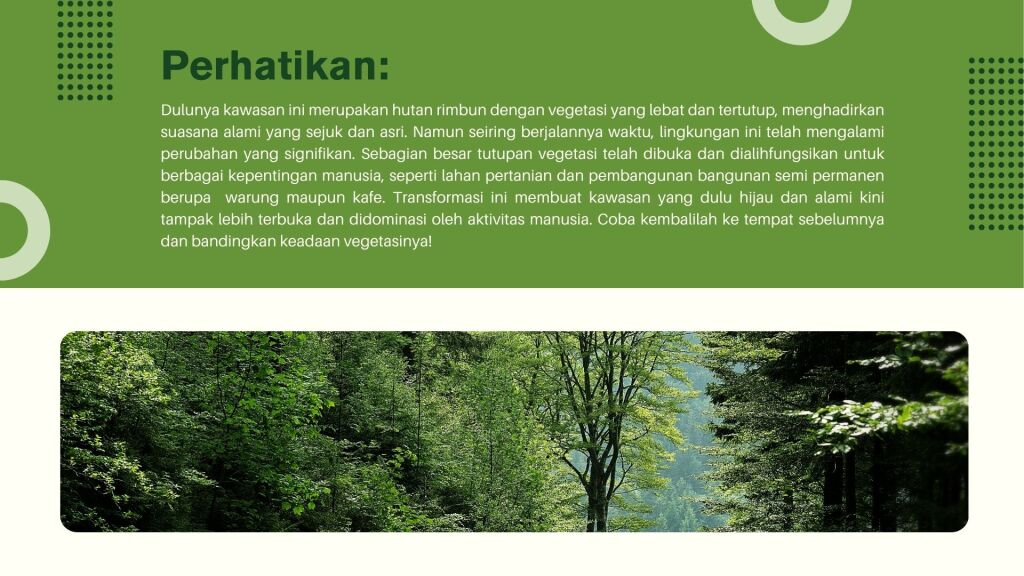 Perhatikan:
Dulunya kawasan ini merupakan hutan rimbun dengan vegetasi yang lebat dan tertutup, menghadirkan
suasana alami yang sejuk dan asri. Namun seiring berjalannya waktu, lingkungan ini telah mengalami
perubahan yang signifikan. Sebagian besar tutupan vegetasi telah dibuka dan dialihfungsikan untuk
berbagai kepentingan manusia, seperti lahan pertanian dan pembangunan bangunan semi permanen
berupa  warung maupun kafe. Transformasi ini membuat kawasan yang dulu hijau dan alami kini
tampak lebih terbuka dan didominasi oleh aktivitas manusia. Coba kembalilah ke tempat sebelumnya
dan bandingkan keadaan vegetasinya!